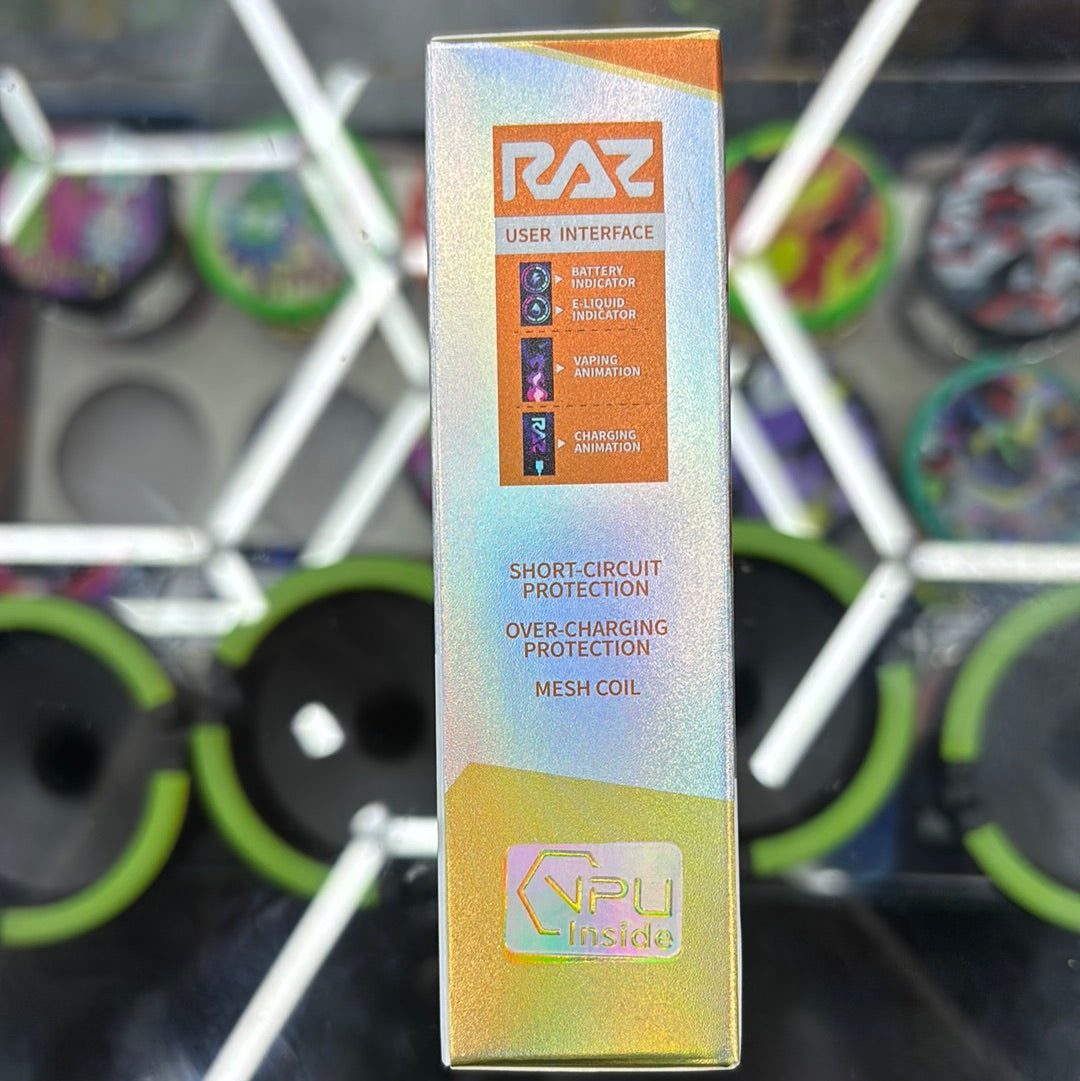 RAZ
USER INTERFACE
BATTERY
INDICATOR
E-LIQUID
INDICATOR
VAPING
ANIMATION
RAZ
CHARGING
ANIMATION
SHORT-CIRCUIT
PROTECTION
OVER-CHARGING
PROTECTION
MESH COIL
VPU
Inside